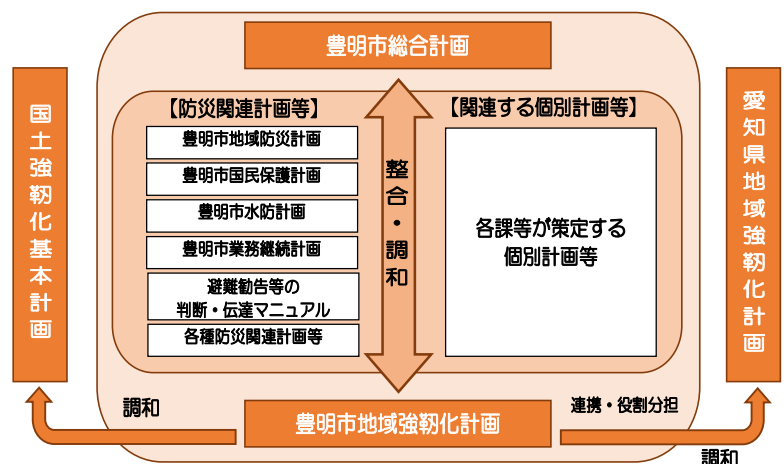 豊明市総合計画
国土強靭化基本計画
【防災関連計画等】
豊明市地域防災計画
豊明市国民保護計画
豊明市水防計画
豊明市業務継続計画
避難勧告等の
判断・伝達マニュアル
各種防災関連計画等
整合・調和
【関連する個別計画等】
各課等が策定する
個別計画等
愛知県地域強靭化計画
調和
豊明市地域強靭化計画
連携・役割分担
調和